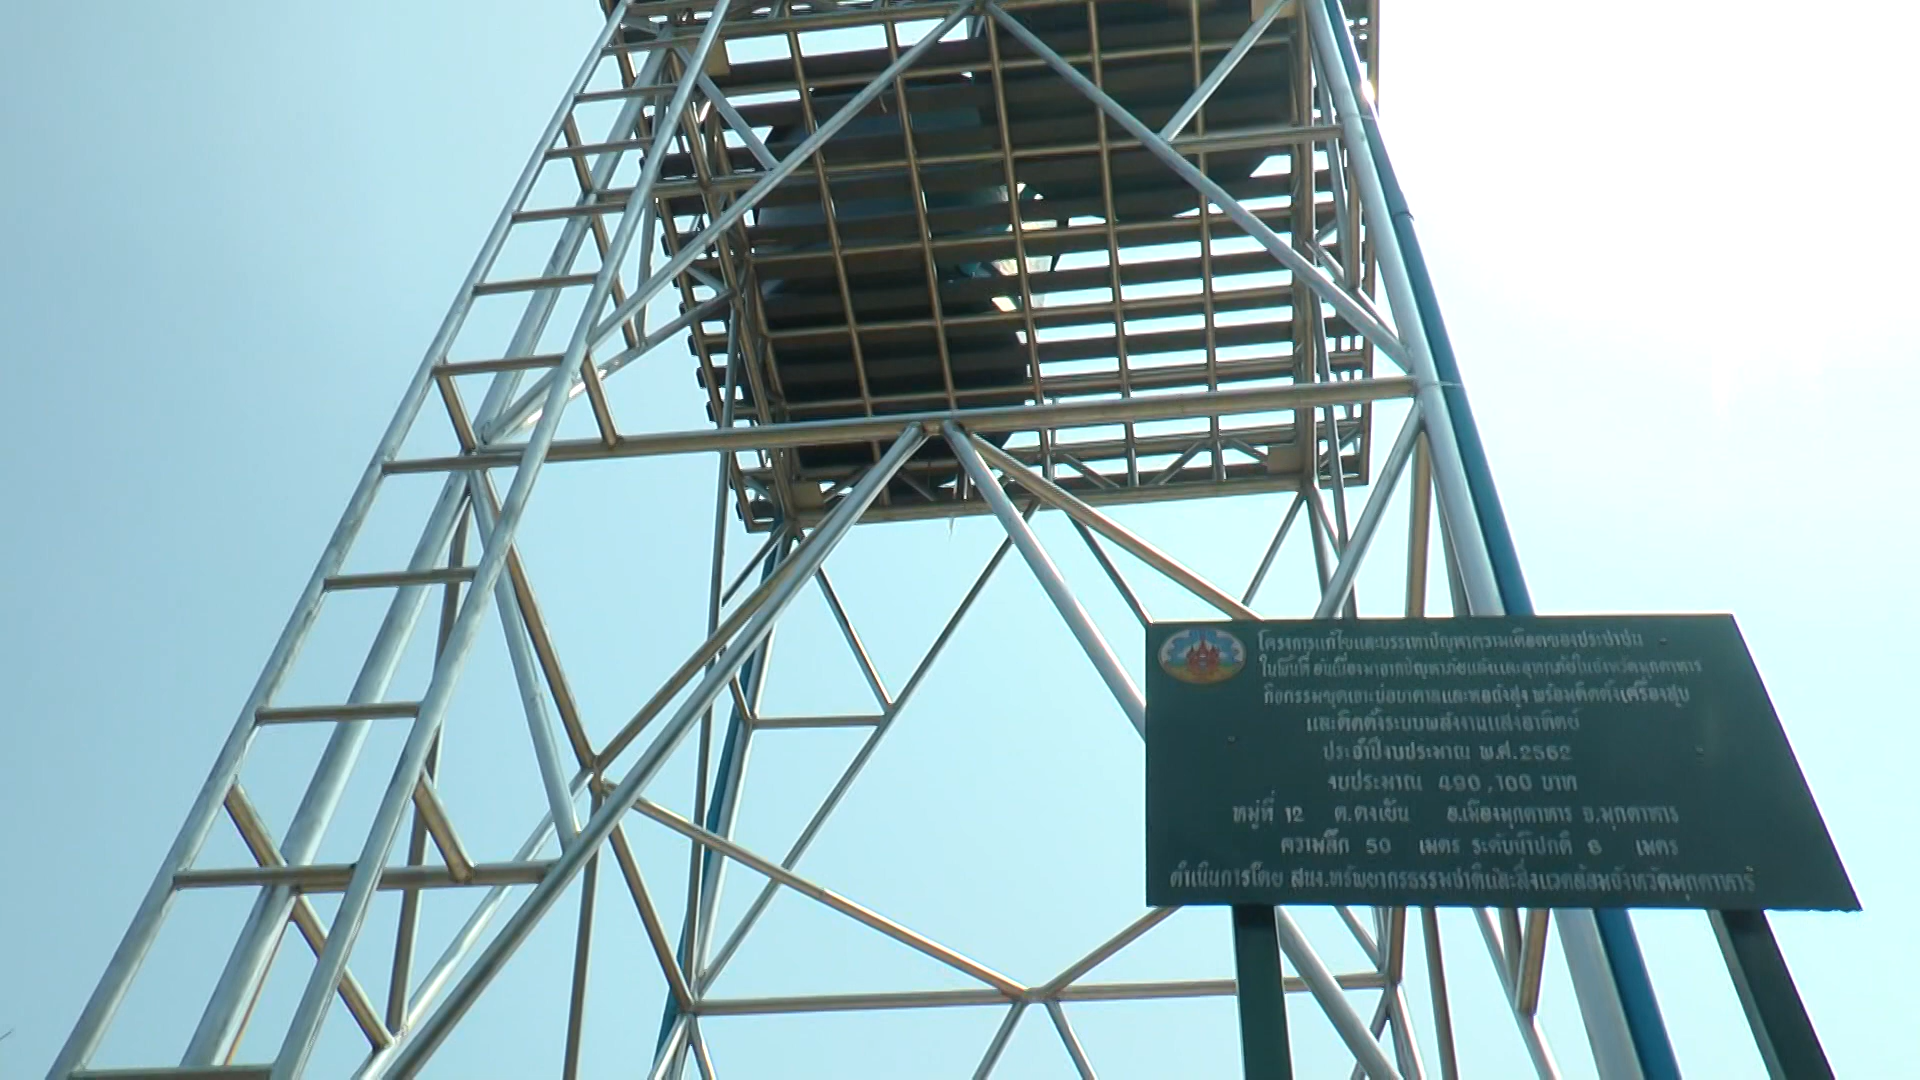 โครงการแก้ไขและบรรเทาปัญหาความเดือดของประชาชน
ในพื้นที่ อันเนื่องมาจากปัญหาภัยแล้งและอุทกภัยในจังหวัดมุกดาหาร
กิจกรรมขุดเจาะบ่อบาดาลและหอถังสูง พร้อมติดตั้งเครื่องสูบ
และติดตั้งระบบพลังงานแสงอาทิตย์
ประจำปีงบประมาณ พ.ศ.2562
งบประมาณ 490,100 บาท
หมู่ที่ 12 ต.ดงเย็น อ.เมืองมุกดาหาร จ.มุกดาหาร
ความลึก 50 เมตร ระดับน้ำปกติ 6 เมตร
ดำเนินการโดย สนง.ทรัพยากรธรรมชาติและสิ่งแวดล้อมจังหวัดมุกดาหาร